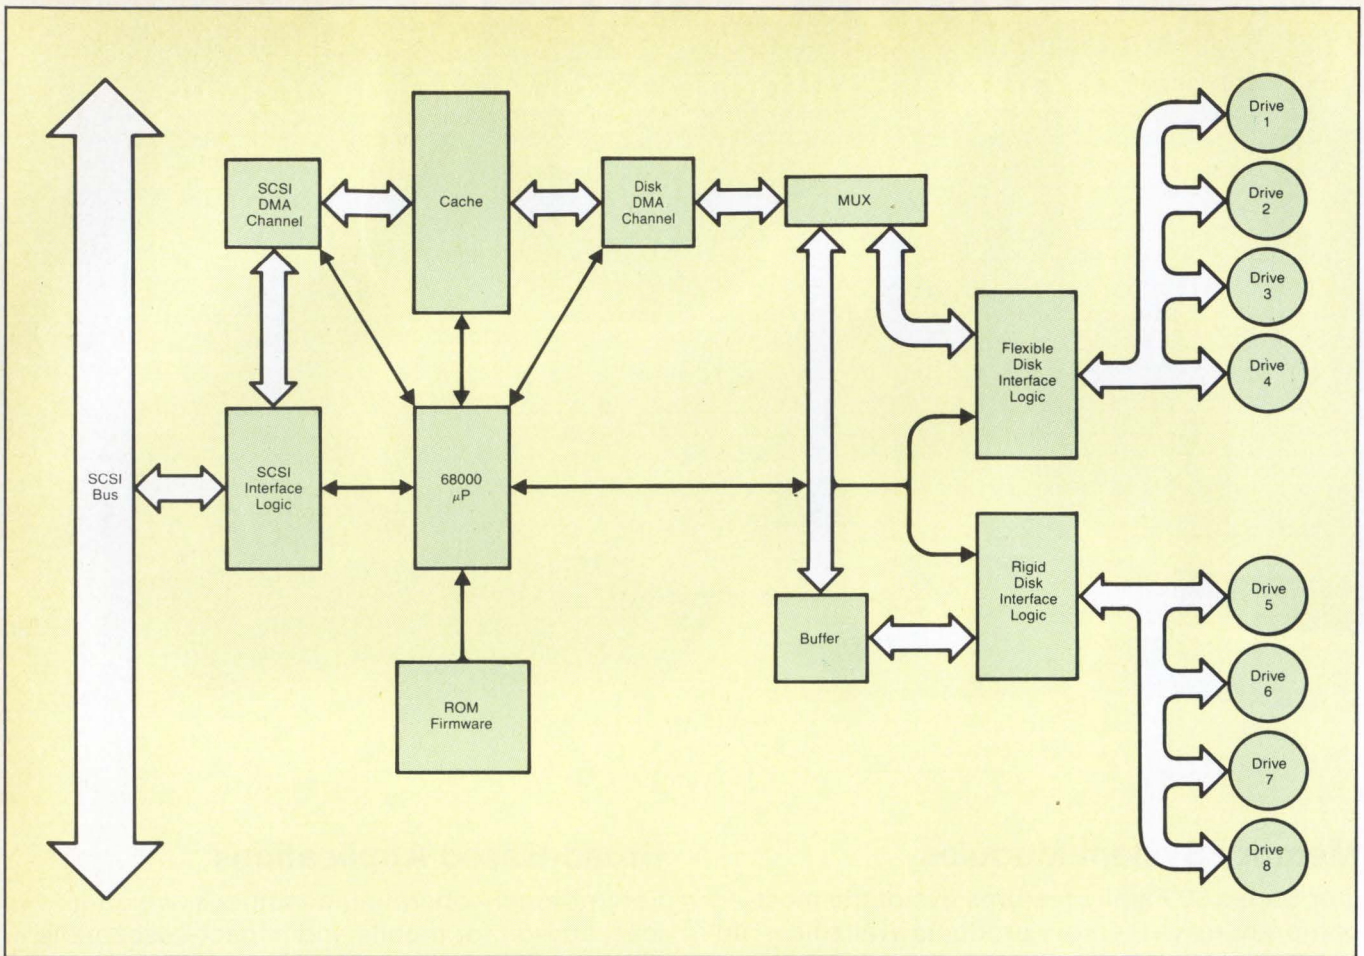 SCSI
DMA
Channel
Cache
Disk
DMA
Channel
MUX
Drive
1
Drive
2
Drive
3
Drive
4
Flexible
Disk
Interface
Logic
SCSI
Bus
SCSI
Interface
Logic
68000
μP
Rigid
Disk
Interface
Logic
Buffer
ROM
Firmware
Drive
5
Drive
6
Drive
7
Drive
8